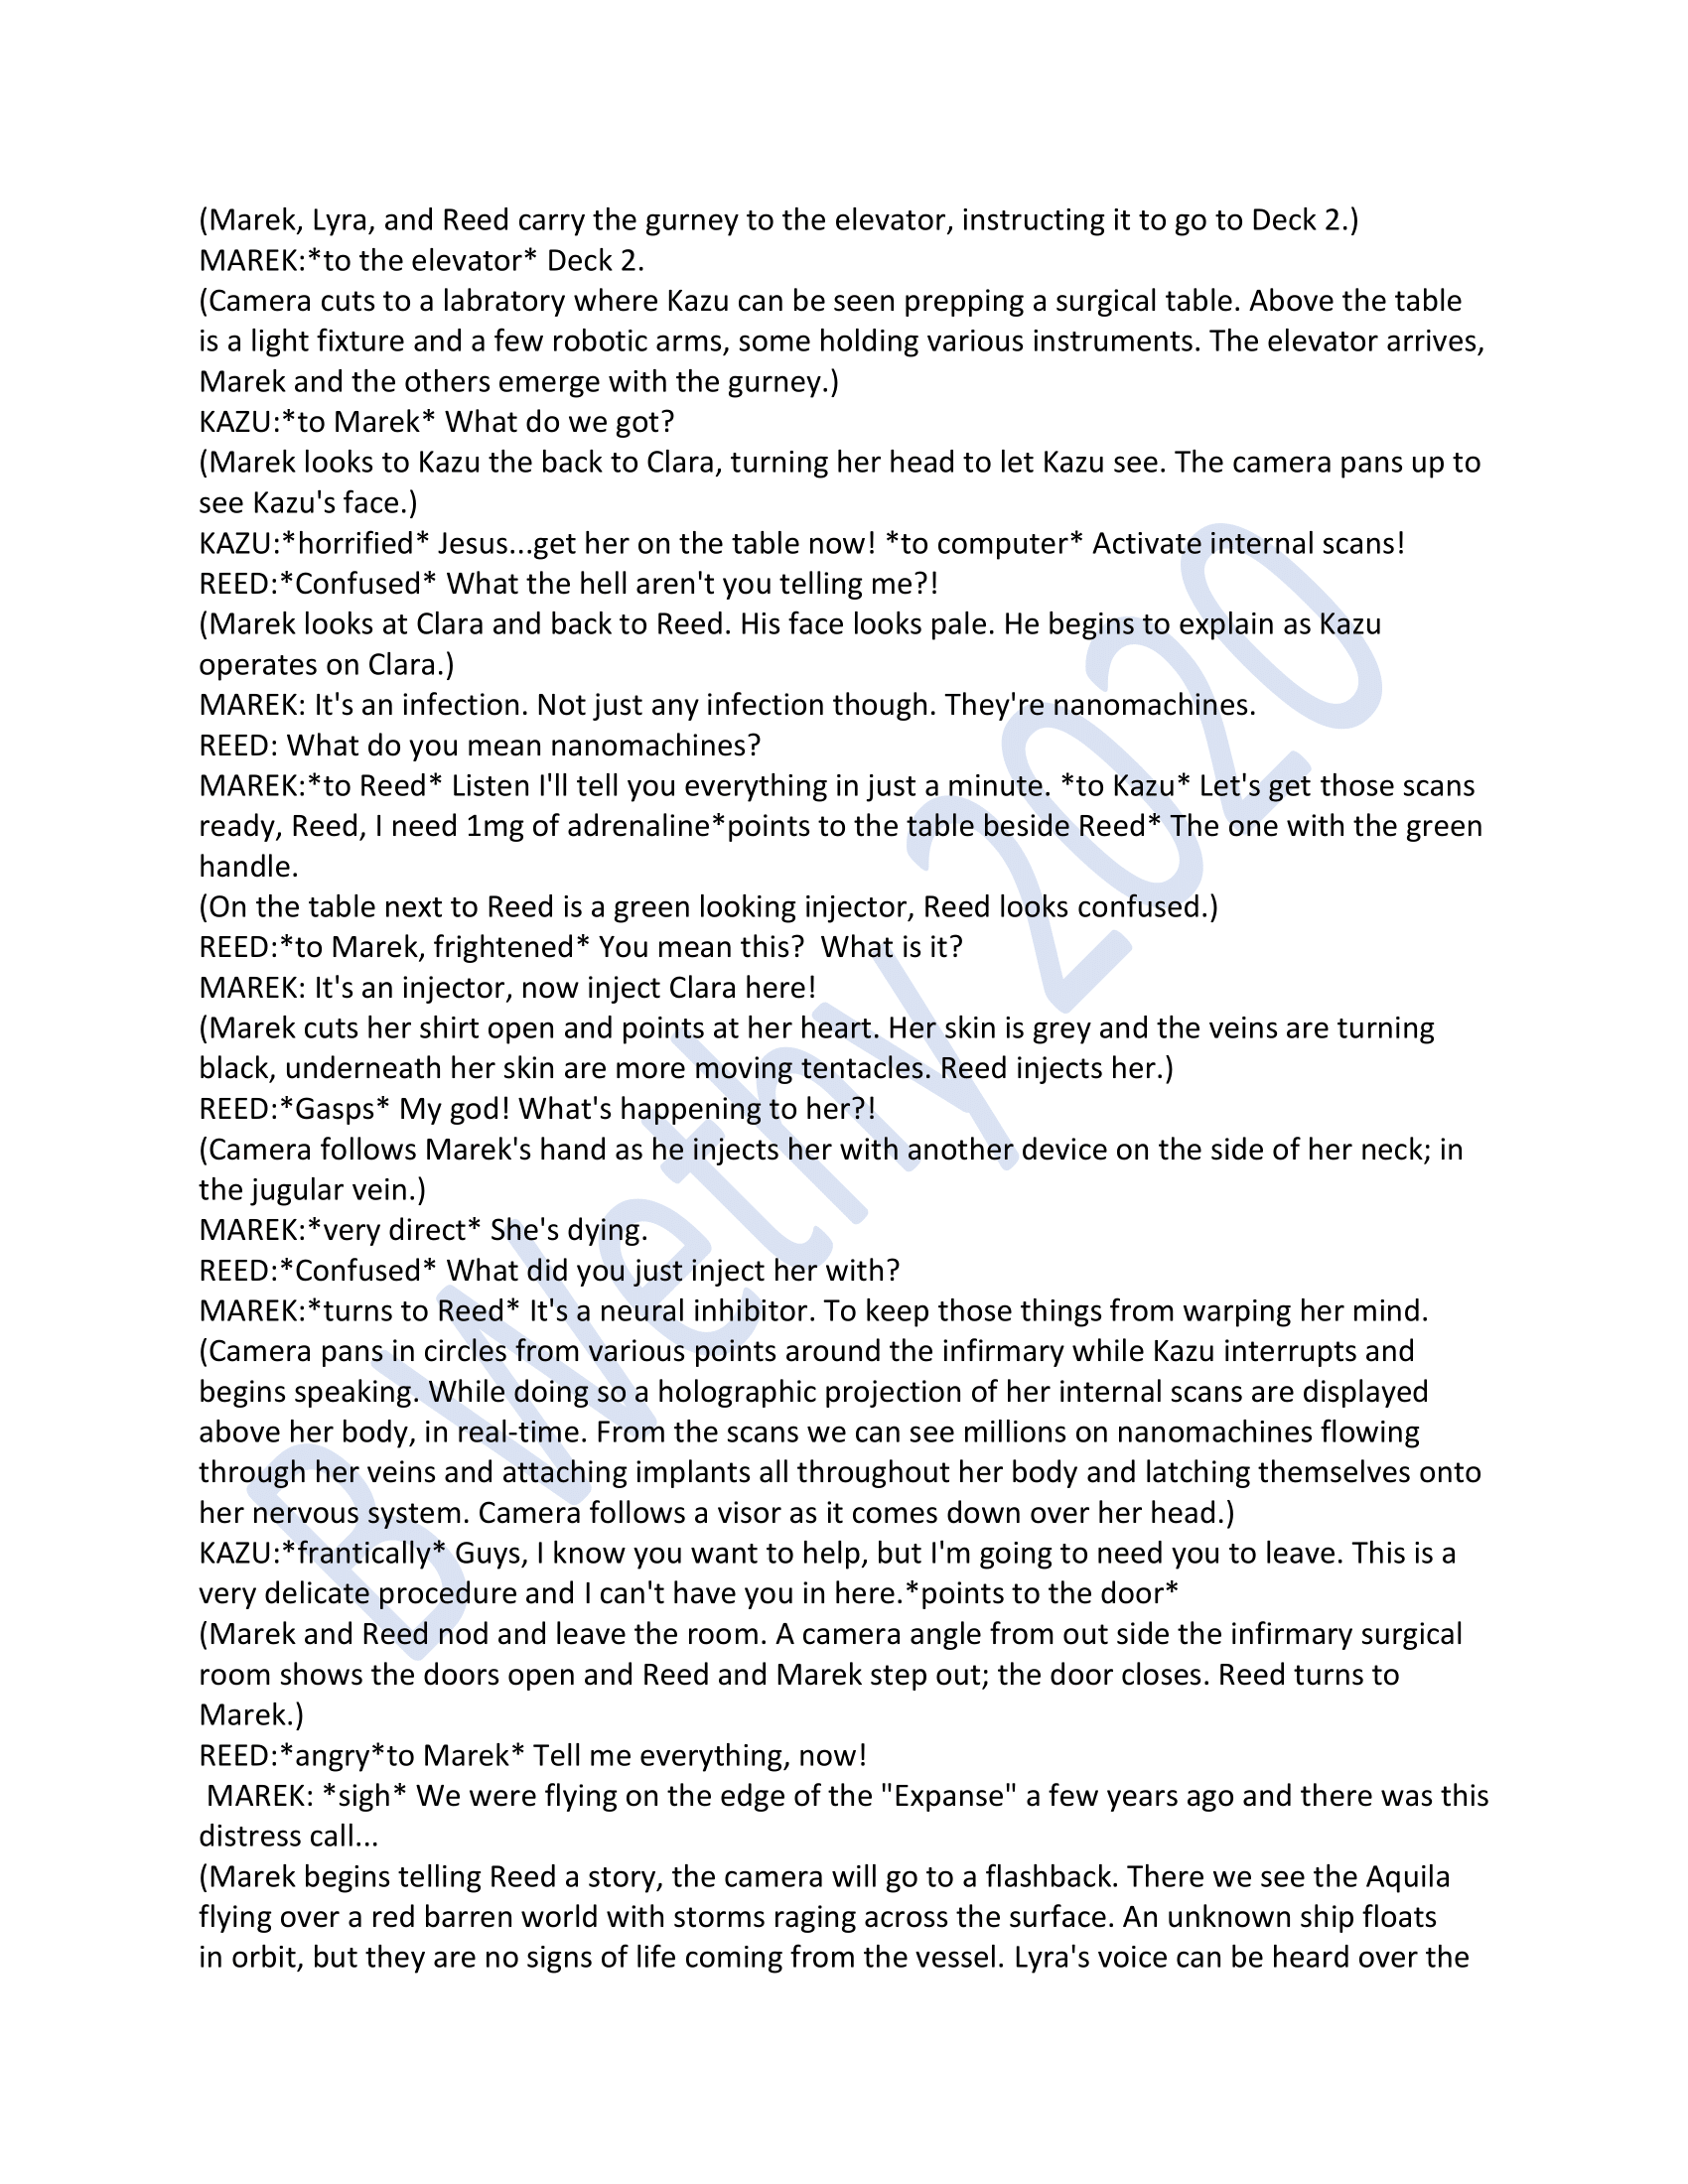 (Marek, Lyra, and Reed carry the gurney to the elevator, instructing it to go to Deck 2.)
MAREK:*to the elevator* Deck 2.
(Camera cuts to a labratory where Kazu can be seen prepping a surgical table. Above the table
is a light fixture and a few robotic arms, some holding various instruments. The elevator arrives,
Marek and the others emerge with the gurney.)
KAZU:*to Marek* What do we got?
(Marek looks to Kazu the back to Clara, turning her head to let Kazu see. The camera pans up to
see Kazu's face.)
KAZU:*horrified* Jesus...get her on the table now! *to computer* Activate internal scans!
REED:*Confused* What the hell aren't you telling me?!
(Marek looks at Clara and back to Reed. His face looks pale. He begins to explain as Kazu
operates on Clara.)
MAREK: It's an infection. Not just any infection though. They're nanomachines.
REED: What do you mean nanomachines?
MAREK:*to Reed* Listen I'll tell you everything in just a minute. *to Kazu* Let's get those scans
ready, Reed, I need 1mg of adrenaline*points to the table beside Reed* The one with the green
handle.
(On the table next to Reed is a green looking injector, Reed looks confused.)
REED:*to Marek, frightened* You mean this?  What is it?
MAREK: It's an injector, now inject Clara here!
(Marek cuts her shirt open and points at her heart. Her skin is grey and the veins are turning
black, underneath her skin are more moving tentacles. Reed injects her.)
REED:*Gasps* My god! What's happening to her?!
(Camera follows Marek's hand as he injects her with another device on the side of her neck; in
the jugular vein.)
MAREK:*very direct* She's dying.
REED:*Confused* What did you just inject her with?
MAREK:*turns to Reed* It's a neural inhibitor. To keep those things from warping her mind.
(Camera pans in circles from various points around the infirmary while Kazu interrupts and
begins speaking. While doing so a holographic projection of her internal scans are displayed
above her body, in real-time. From the scans we can see millions on nanomachines flowing
through her veins and attaching implants all throughout her body and latching themselves onto
her nervous system. Camera follows a visor as it comes down over her head.)
KAZU:*frantically* Guys, I know you want to help, but I'm going to need you to leave. This is a
very delicate procedure and I can't have you in here.*points to the door*
(Marek and Reed nod and leave the room. A camera angle from out side the infirmary surgical
room shows the doors open and Reed and Marek step out; the door closes. Reed turns to
Marek.)
REED:*angry*to Marek* Tell me everything, now!
MAREK: *sigh* We were flying on the edge of the "Expanse" a few years ago and there was this
distress call...
(Marek begins telling Reed a story, the camera will go to a flashback. There we see the Aquila
flying over a red barren world with storms raging across the surface. An unknown ship floats
in orbit, but they are no signs of life coming from the vessel. Lyra's voice can be heard over the
B Wethy 2020